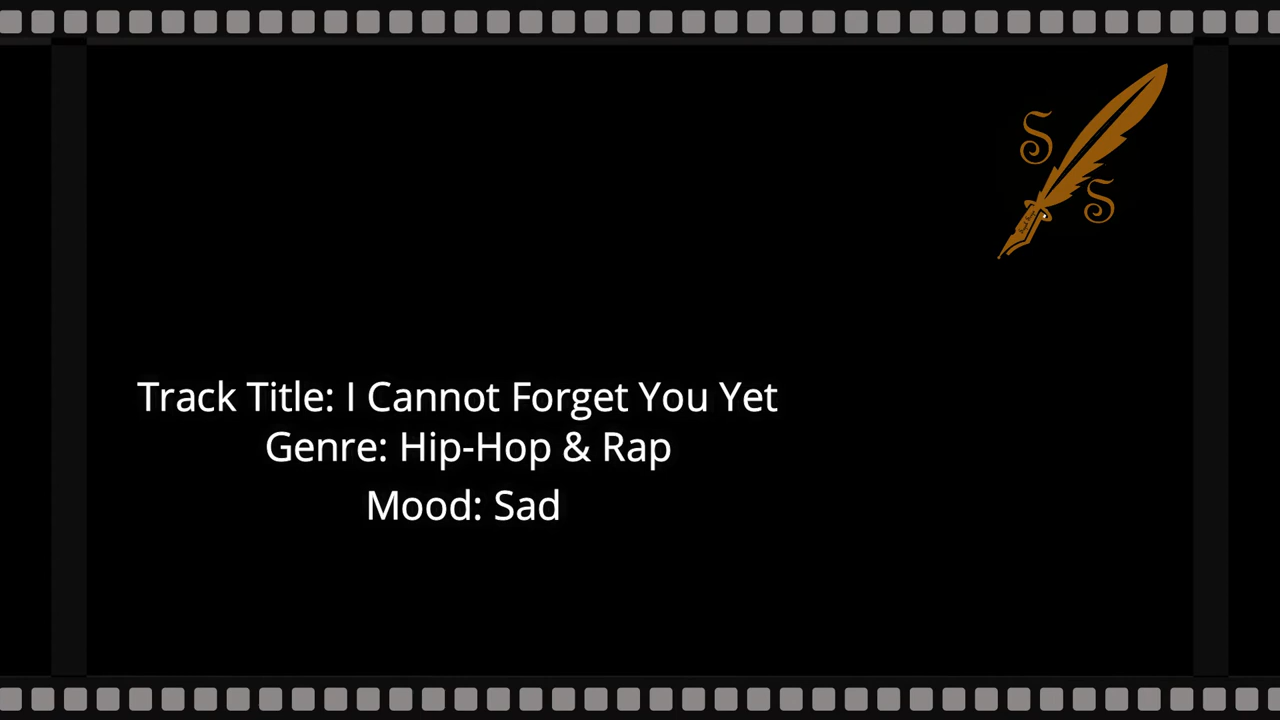 S
S
Track Title: I Cannot Forget You Yet
Genre: Hip-Hop & Rap
Mood: Sad